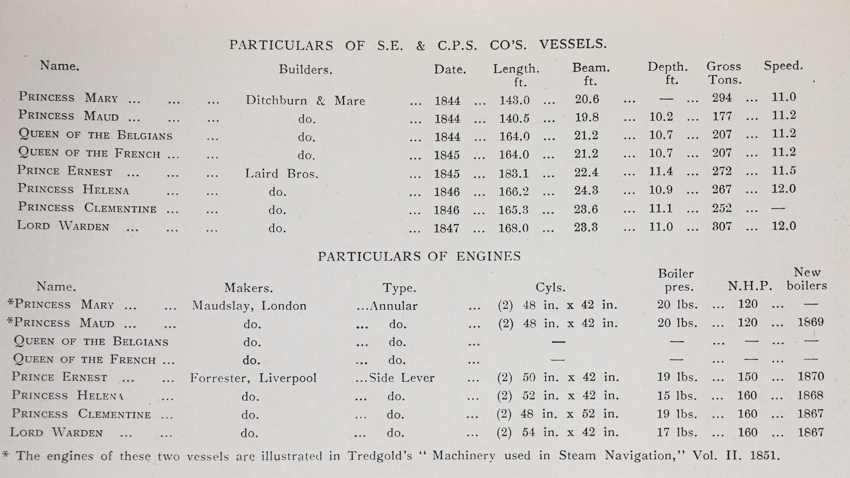 PARTICULARS OF S.E. & C.P.S. CO'S. VESSELS.
Name. Builders. Date. Length. ft. Beam. ft. Depth. ft. Gross Tons. Speed.
PRINCESS MARY ... ... ... Ditchburn & Mare ... 1844 ... 143.0 ... 20.6 ... — ... 294 ... 11.0
PRINCESS MAUD ... ... ... do. ... 1844 ... 140.5 ... 19.8 ... 10.2 ... 177 ... 11.2
QUEEN OF THE BELGIANS ... do. ... 1844 ... 164.0 ... 21.2 ... 10.7 ... 207 ... 11.2
QUEEN OF THE FRENCH ... ... do. ... 1845 ... 164.0 ... 21.2 ... 10.7 ... 207 ... 11.2
PRINCE ERNEST ... ... ... Laird Bros. ... 1845 ... 183.1 ... 22.4 ... 11.4 ... 272 ... 11.5
PRINCESS HELENA ... ... do. ... 1846 ... 166.2 ... 24.3 ... 10.9 ... 267 ... 12.0
PRINCESS CLEMENTINE ... ... do. ... 1846 ... 165.3 ... 23.6 ... 11.1 ... 252 ... —
LORD WARDEN ... ... ... do. ... 1847 ... 168.0 ... 23.3 ... 11.0 ... 307 ... 12.0
PARTICULARS OF ENGINES
Name. Makers. Type. Cyls. Boiler pres. N.H.P. New boilers
*PRINCESS MARY ... ... Maudslay, London ...Annular ... (2) 48 in. x 42 in. 20 lbs. ... 120 ... —
*PRINCESS MAUD ... ... do. ... do. ... (2) 48 in. x 42 in. 20 lbs. ... 120 ... 1869
QUEEN OF THE BELGIANS do. ... do. ... — — ... — ... —
QUEEN OF THE FRENCH ... do. ... do. — — ... — ... —
PRINCE ERNEST ... ... Forrester, Liverpool ...Side Lever ... (2) 50 in. x 42 in. 19 lbs. ... 150 ... 1870
PRINCESS HELENA ... do. ... do. ... (2) 52 in. x 42 in. 15 lbs. ... 160 ... 1868
PRINCESS CLEMENTINE ... do. ... do. ... (2) 48 in. x 52 in. 19 lbs. ... 160 ... 1867
LORD WARDEN ... ... do. ... do. ... (2) 54 in. x 42 in. 17 lbs. ... 160 ... 1867
* The engines of these two vessels are illustrated in Tredgold's " Machinery used in Steam Navigation," Vol. II. 1851.